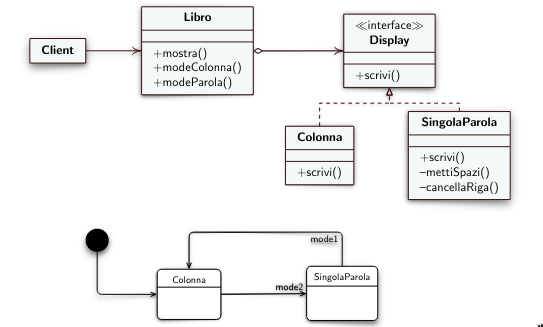 Client
Libro
+mostra()
+modeColonna()
+modeParola()
≪interface≫
Display
+scrivi()
Colonna
+scrivi()
SingolaParola
+scrivi()
−mettiSpazi()
−cancellaRiga()
mode1
Colonna
mode2
SingolaParola